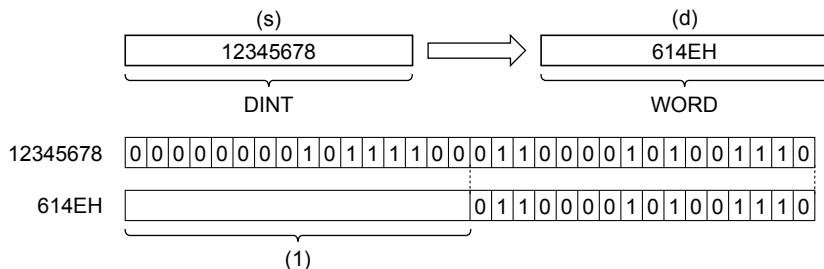 (s) (d)
12345678 614EH
DINT WORD
12345678 0 0 0 0 0 0 0 0 1 0 1 1 1 1 0 0 0 1 1 0 0 0 0 1 0 1 0 0 1 1 1 0
614EH 0 1 1 0 0 0 0 1 0 1 0 0 1 1 1 0
(1)